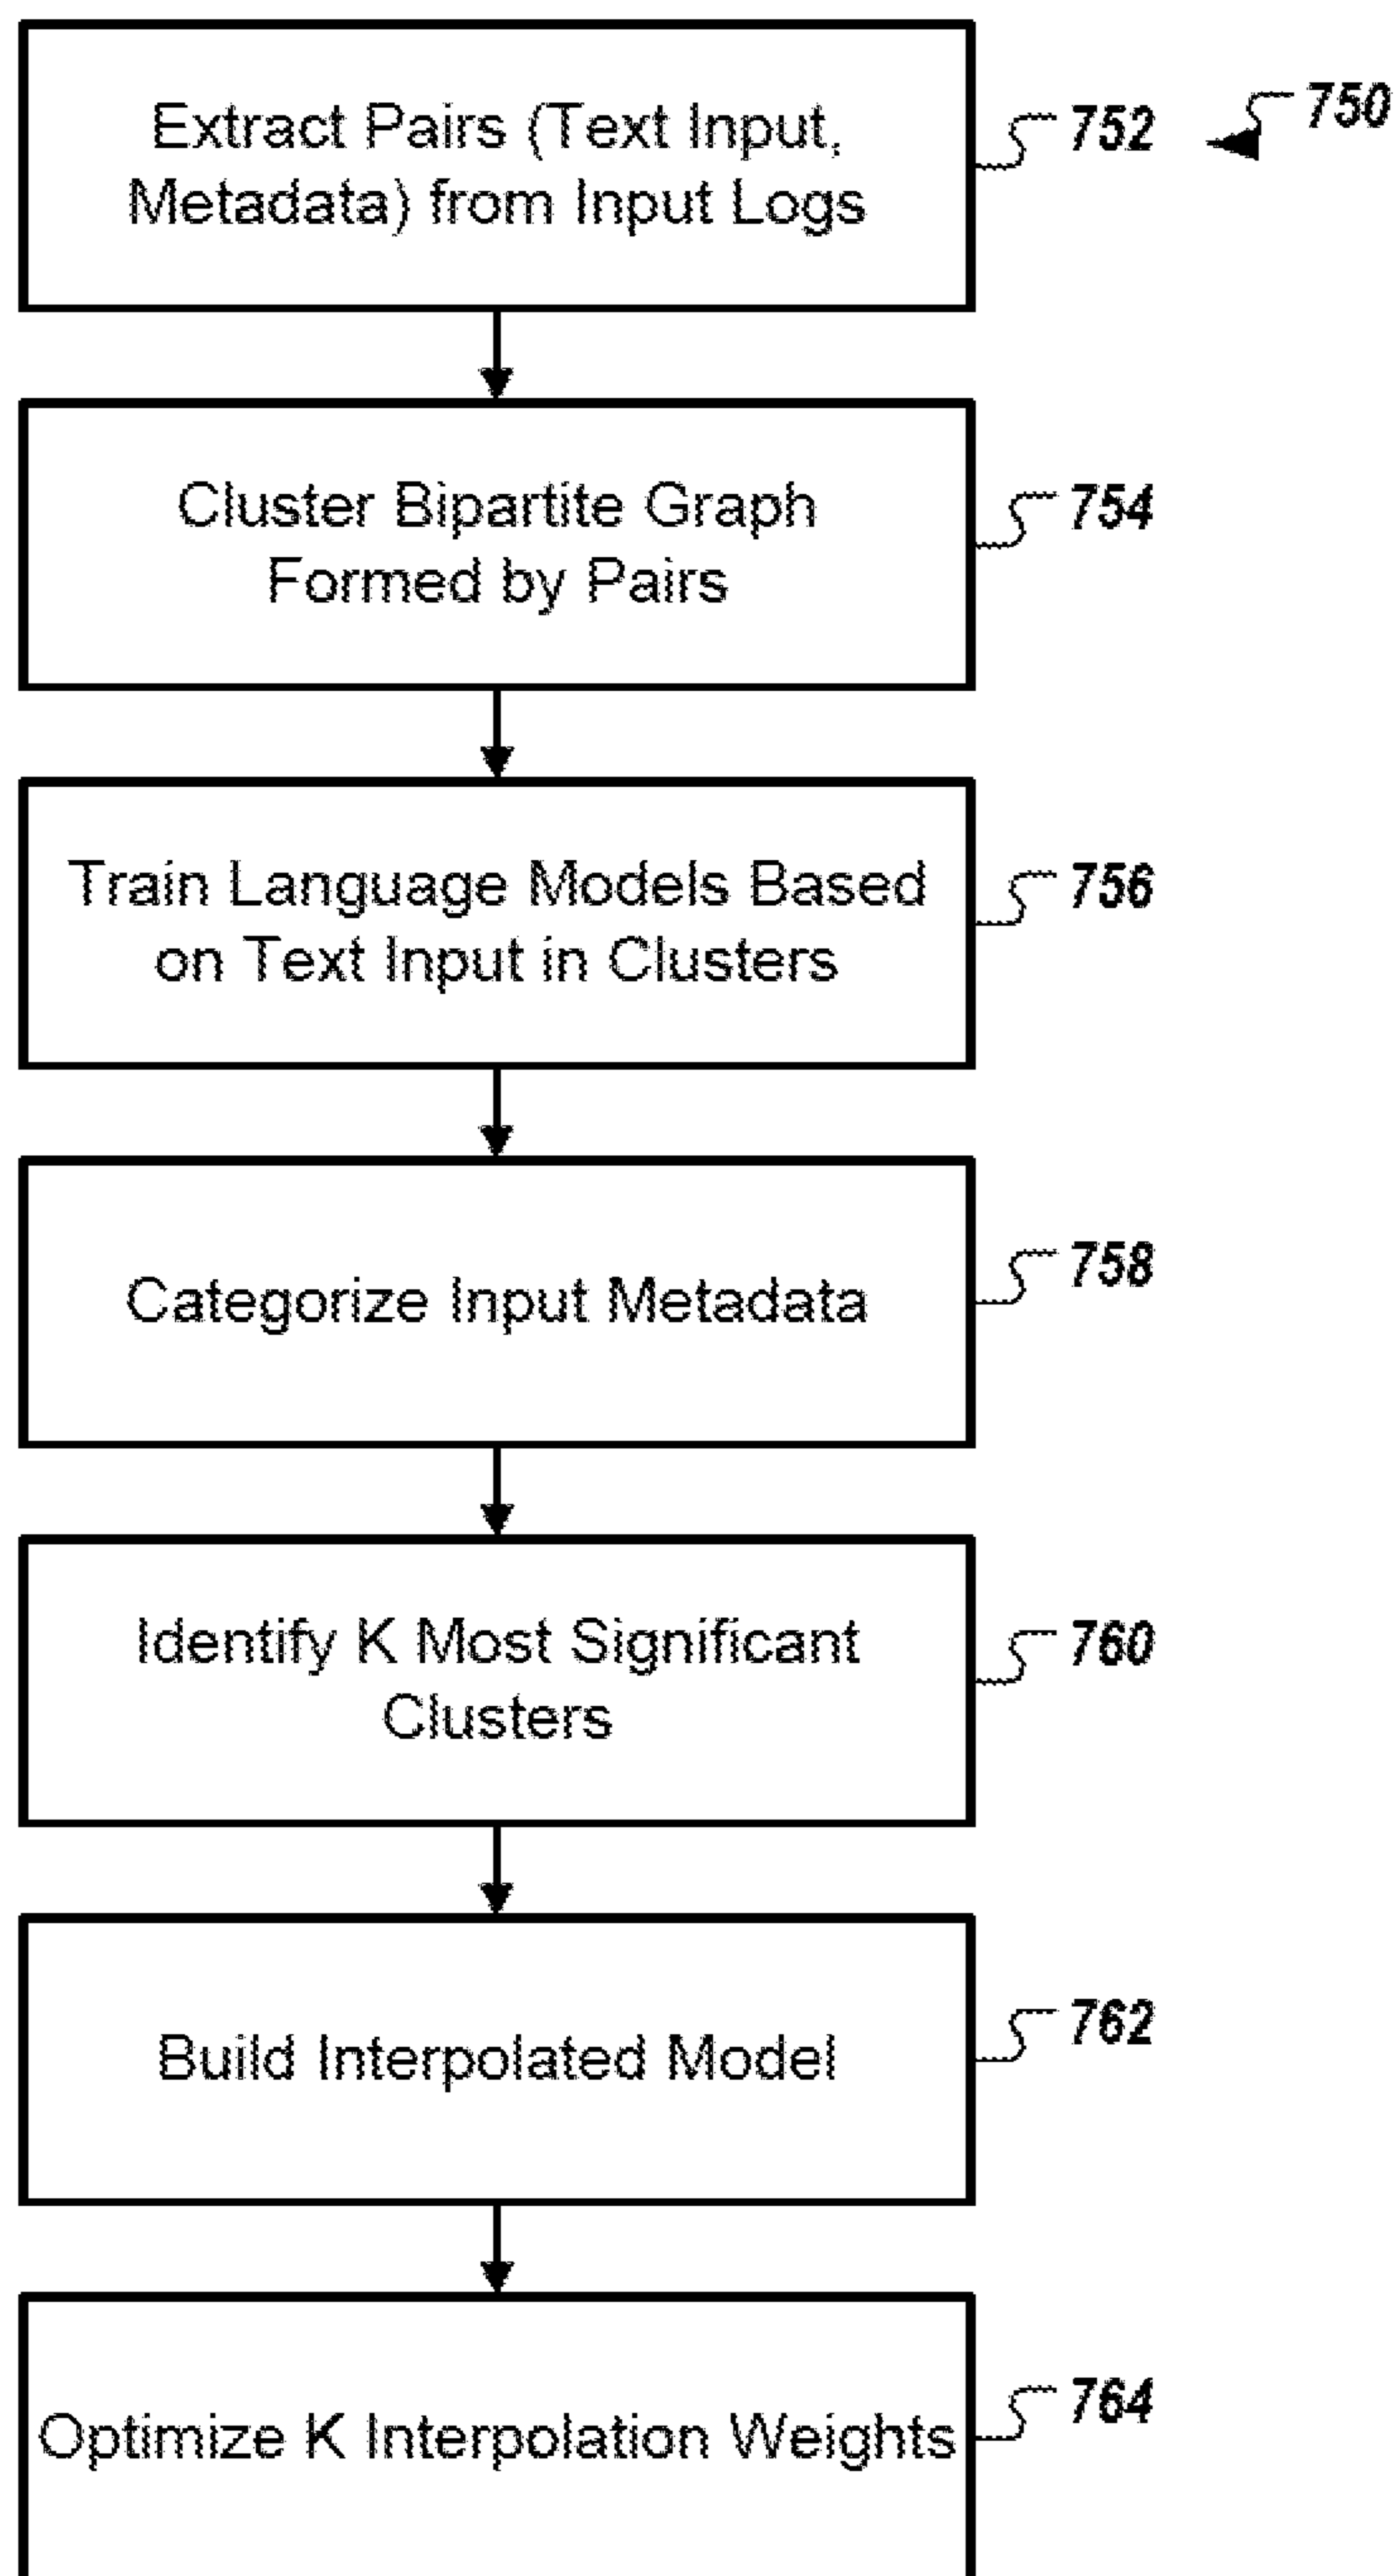 Extract Pairs (Text Input,
Metadata) from Input Logs
752
750
Cluster Bipartite Graph
Formed by Pairs
754
Train Language Models Based
on Text Input in Clusters
756
Categorize Input Metadata
758
Identify K Most Significant
Clusters
760
Build Interpolated Model
762
Optimize K Interpolation Weights
764